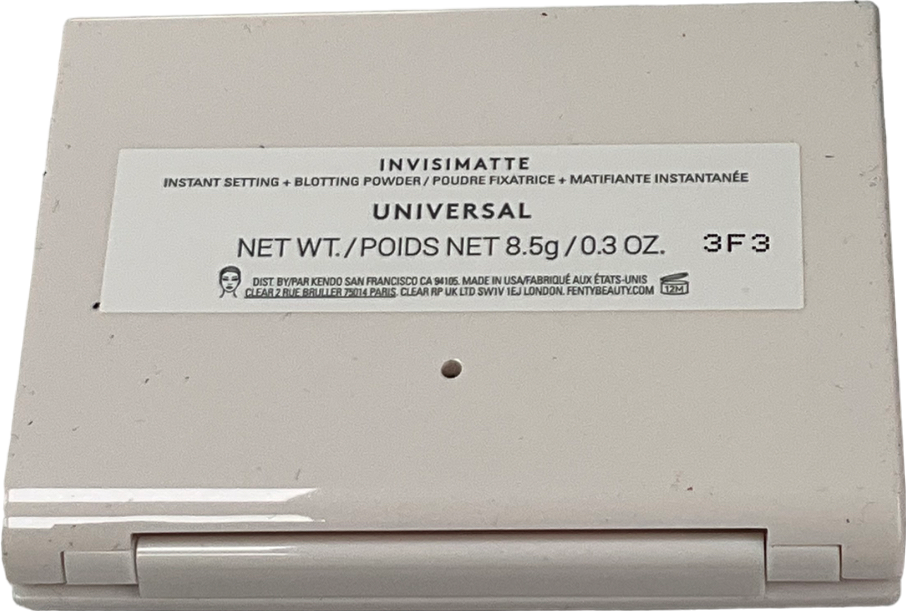 INVISIMATTE
INSTANT SETTING + BLOTTING POWDER / POUDRE FIXATRICE + MATIFIANTE INSTANTANÉE
UNIVERSAL
NET WT. / POIDS NET 8.5g / 0.3 OZ. 3F3
DIST. BY/PAR KENDO SAN FRANCISCO CA 94105. MADE IN USA/FABRIQUÉ AUX ÉTATS-UNIS
CLEAR 2 RUE BRULLER 75014 PARIS. CLEAR RP UK LTD SW1V 1EJ LONDON. FENTYBEAUTY.COM
12M